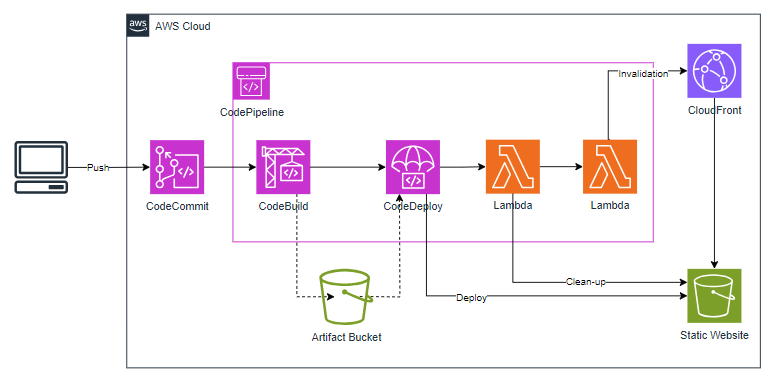 aws
AWS Cloud
Invalidation
CloudFront
CodePipeline
Push
CodeCommit
CodeBuild
CodeDeploy
Lambda
Lambda
Clean-up
Deploy
Artifact Bucket
Static Website